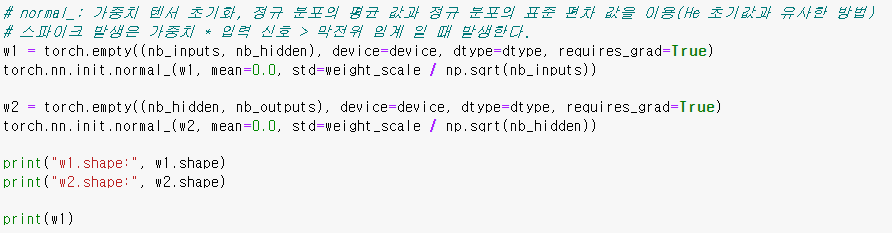 # normal_: 가중치 텐서 초기화, 정규 분포의 평균 값과 정규 분포의 표준 편차 값을 이용(He 초기값과 유사한 방법)
# 스파이크 발생은 가중치 * 입력 신호 > 막전위 임계 일 때 발생한다.
w1 = torch.empty((nb_inputs, nb_hidden), device=device, dtype=dtype, requires_grad=True)
torch.nn.init.normal_(w1, mean=0.0, std=weight_scale / np.sqrt(nb_inputs))
w2 = torch.empty((nb_hidden, nb_outputs), device=device, dtype=dtype, requires_grad=True)
torch.nn.init.normal_(w2, mean=0.0, std=weight_scale / np.sqrt(nb_hidden))
print("w1.shape:", w1.shape)
print("w2.shape:", w2.shape)
print(w1)